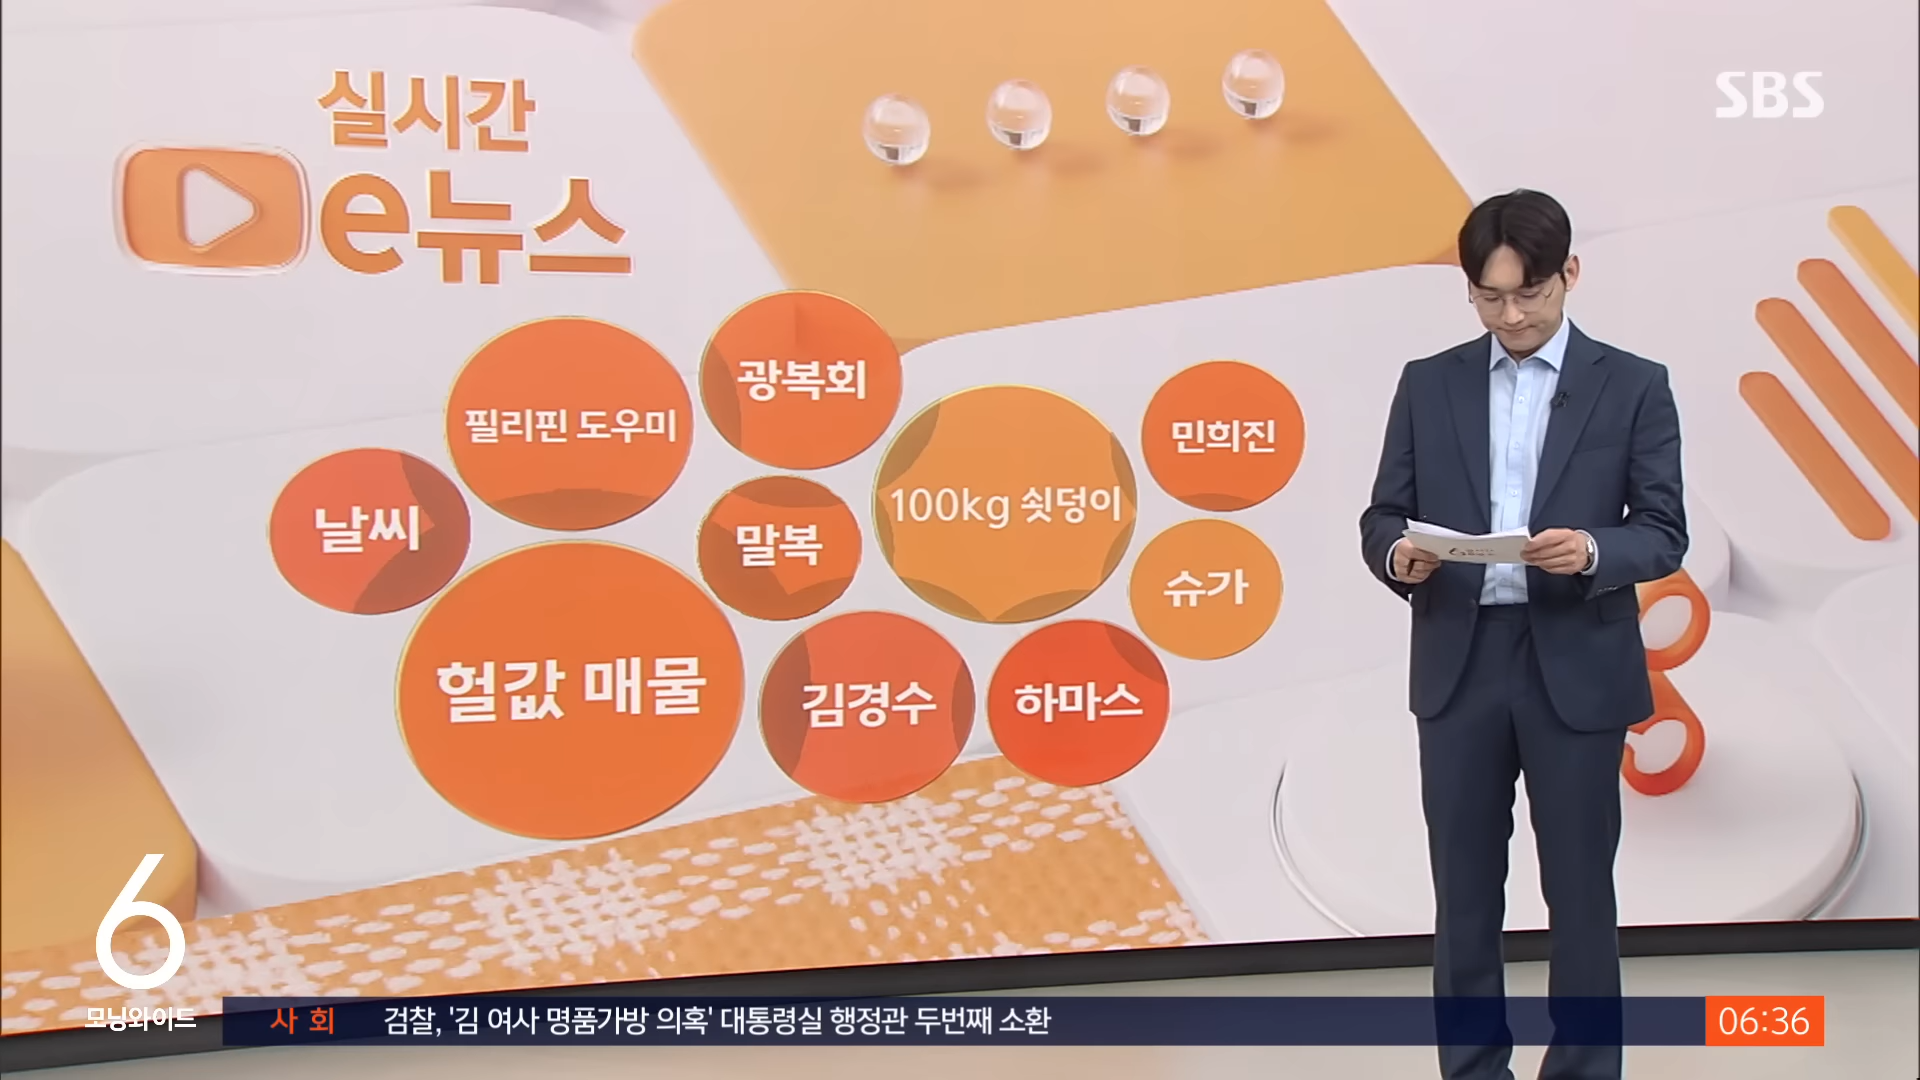 실시간
e뉴스
SBS
광복회
필리핀 도우미
민희진
100kg 쇳덩이
날씨
말복
슈가
헐값 매물
김경수
하마스
6
모닝와이드
사회 검찰, '김 여사 명품가방 의혹' 대통령실 행정관 두번째 소환 06:36